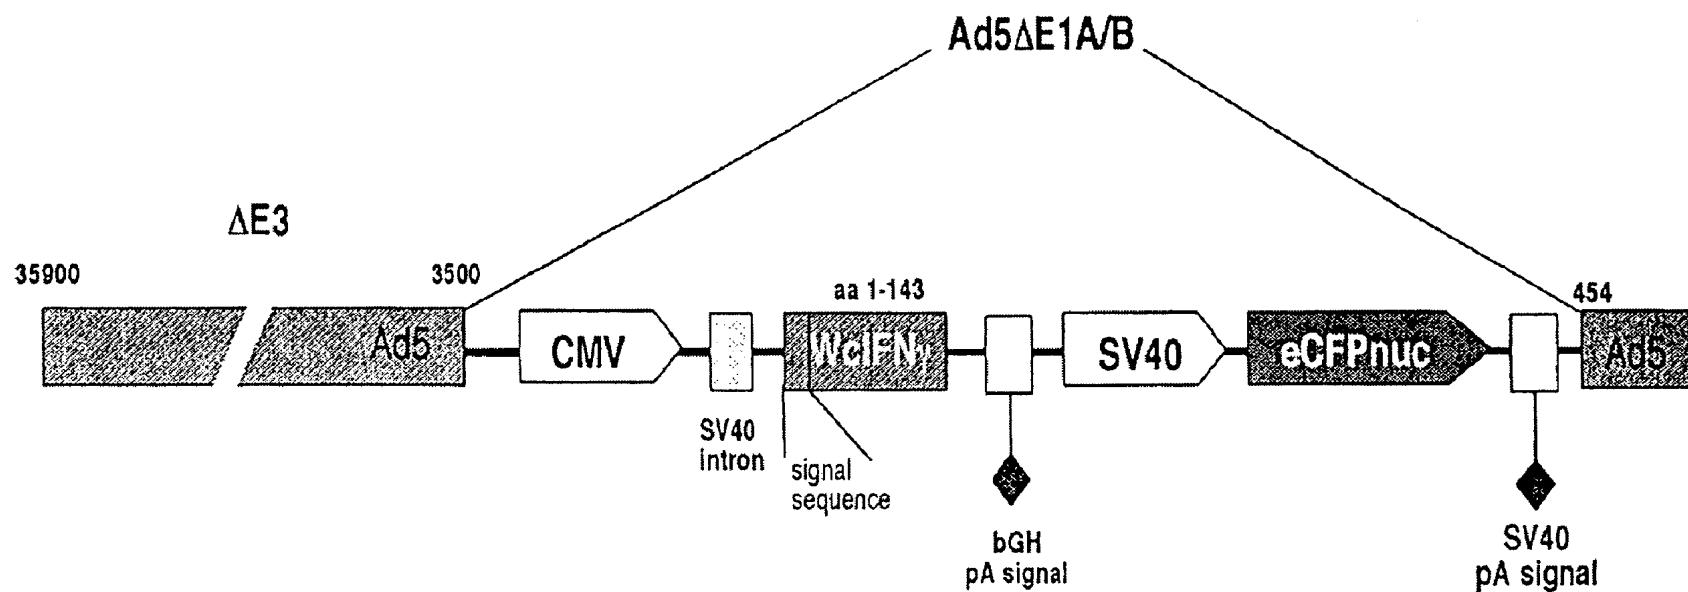 Ad5ΔE1A/B
ΔE3
35900
3500
aa 1-143
454
Ad5
CMV
WcIFNγ
SV40
eCFPnuc
Ad5
SV40
intron
signal
sequence
bGH
pA signal
SV40
pA signal